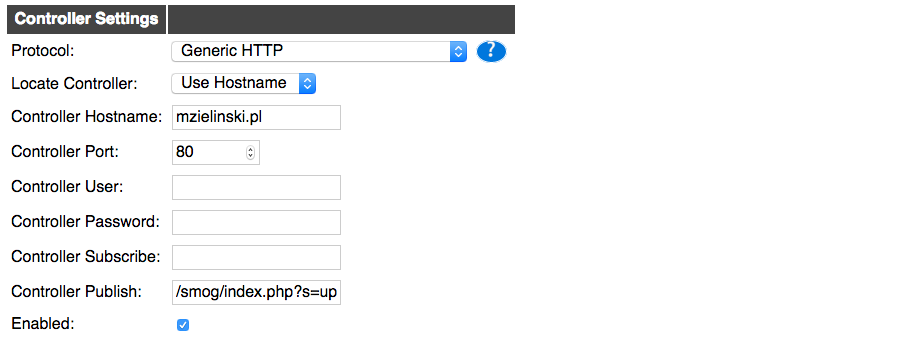 Controller Settings
Protocol: Generic HTTP ?
Locate Controller: Use Hostname
Controller Hostname: mzielinski.pl
Controller Port: 80
Controller User:
Controller Password:
Controller Subscribe:
Controller Publish: /smog/index.php?s=up
Enabled: